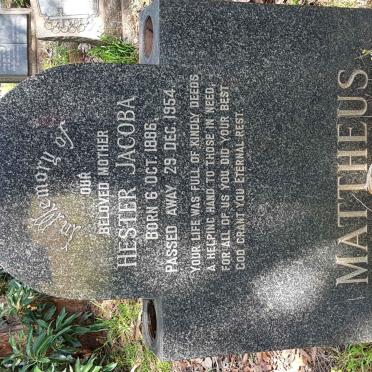 In Memory of
OUR
BELOVED MOTHER
HESTER JACOBA
BORN 6 OCT. 1896.
PASSED AWAY 29 DEC. 1954.
YOUR LIFE WAS FULL OF KINDLY DEEDS
A HELPING HAND TO THOSE IN NEED,
FOR ALL OF US YOU DID YOUR BEST
GOD GRANT YOU ETERNAL REST.
MATTHEUS